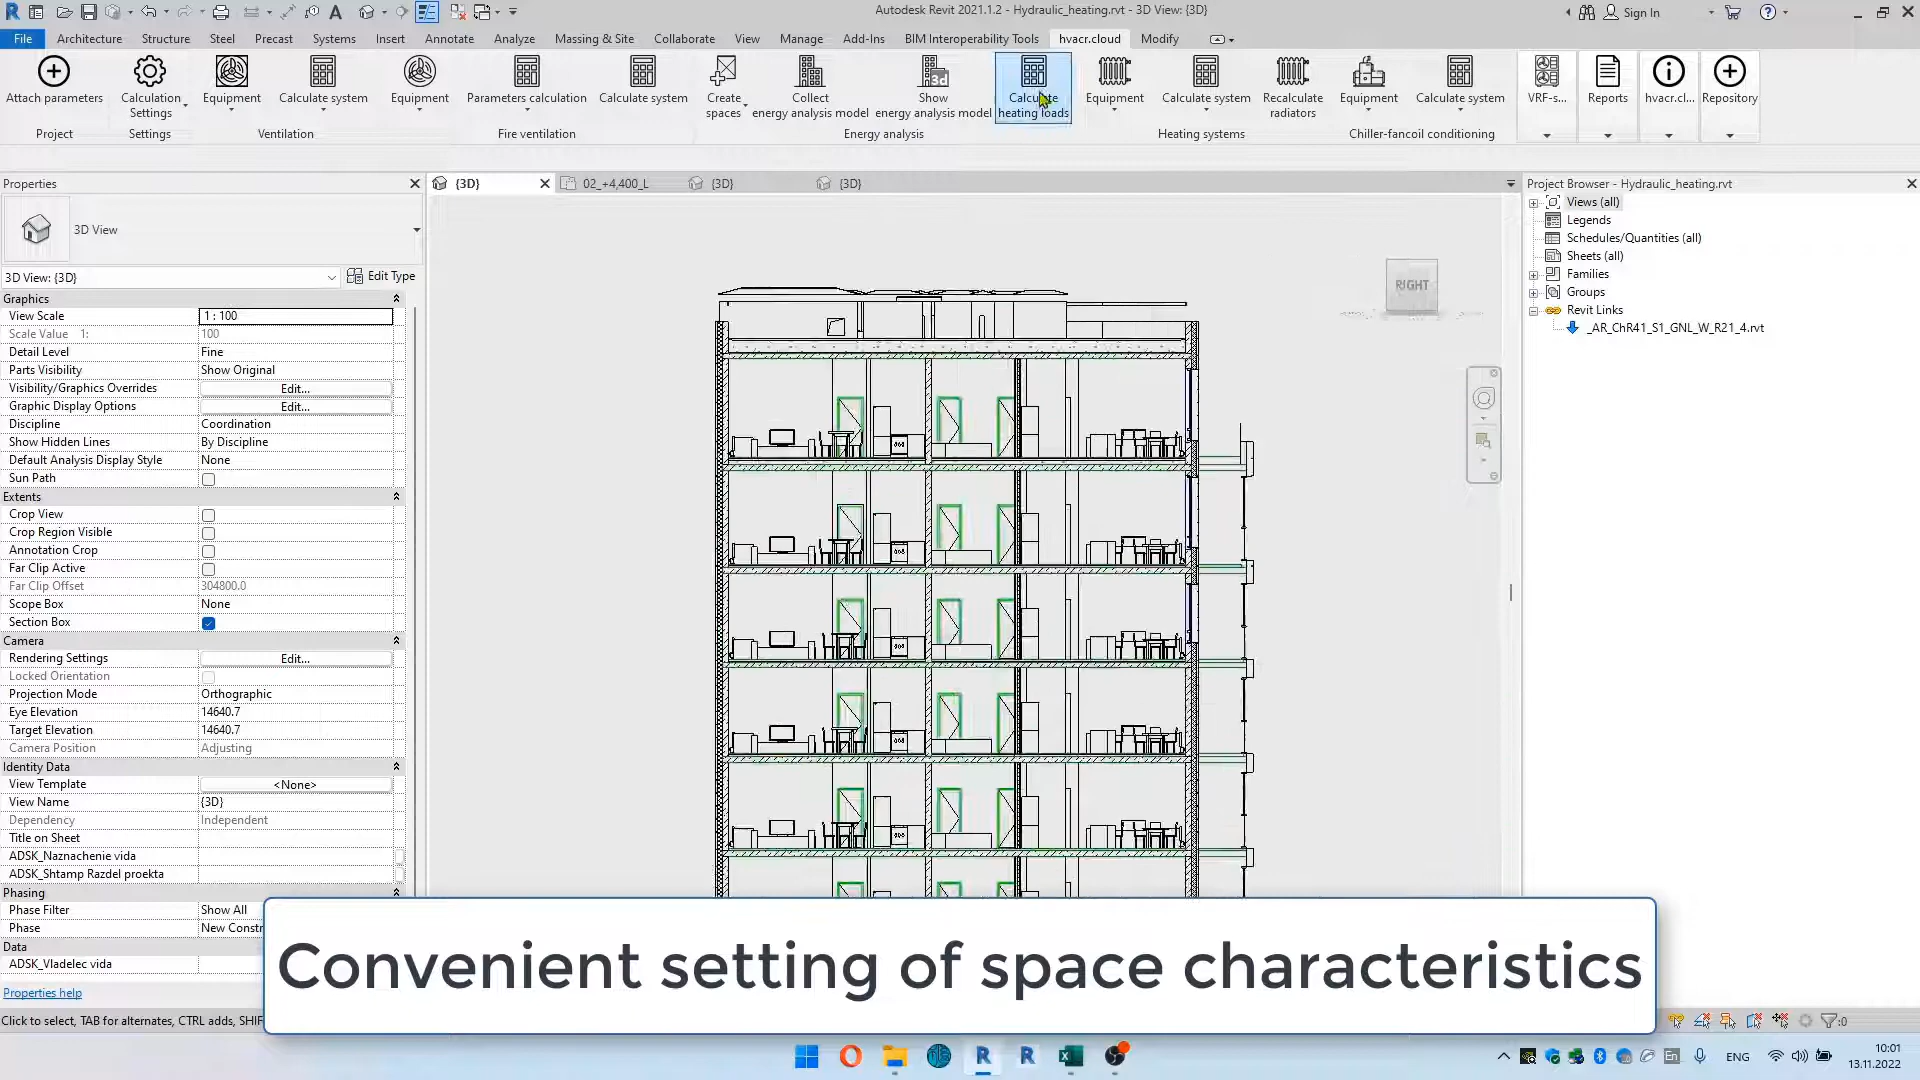 Autodesk Revit 2021.1.2 - Hydraulic_heating.rvt - 3D View: {3D}
Sign In
File Architecture Structure Steel Precast Systems Insert Annotate Analyze Massing & Site Collaborate View Manage Add-Ins BIM Interoperability Tools hvacr.cloud Modify
Attach parameters
Calculation
Settings
Equipment
Calculate system
Equipment
Parameters calculation
Calculate system
Create
spaces
Collect
energy analysis model
Show
energy analysis model
Calculate
heating loads
Equipment
Calculate system
Recalculate
radiators
Equipment
Calculate system
VRF-s...
Reports
hvacr.cl...
Repository
Project Settings Ventilation Fire ventilation Energy analysis Heating systems Chiller-fancoil conditioning
Properties
{3D} 02_+4,400_L {3D} {3D}
Project Browser - Hydraulic_heating.rvt
3D View
3D View: {3D}
Edit Type
Graphics
View Scale 1 : 100
Scale Value 1: 100
Detail Level Fine
Parts Visibility Show Original
Visibility/Graphics Overrides Edit...
Graphic Display Options Edit...
Discipline Coordination
Show Hidden Lines By Discipline
Default Analysis Display Style None
Sun Path
Extents
Crop View
Crop Region Visible
Annotation Crop
Far Clip Active
Far Clip Offset 304800.0
Scope Box None
Section Box
Camera
Rendering Settings Edit...
Locked Orientation
Projection Mode Orthographic
Eye Elevation 14640.7
Target Elevation 14640.7
Camera Position Adjusting
Identity Data
View Template <None>
View Name {3D}
Dependency Independent
Title on Sheet
ADSK_Naznachenie vida
ADSK_Shtamp Razdel proekta
Phasing
Phase Filter Show All
Phase New Constr
Data
ADSK_Vladelec vida
Properties help
RIGHT
Views (all)
Legends
Schedules/Quantities (all)
Sheets (all)
Families
Groups
Revit Links
_AR_ChR41_S1_GNL_W_R21_4.rvt
Convenient setting of space characteristics
Click to select, TAB for alternates, CTRL adds, SHIF
:0
ENG
10:01
13.11.2022